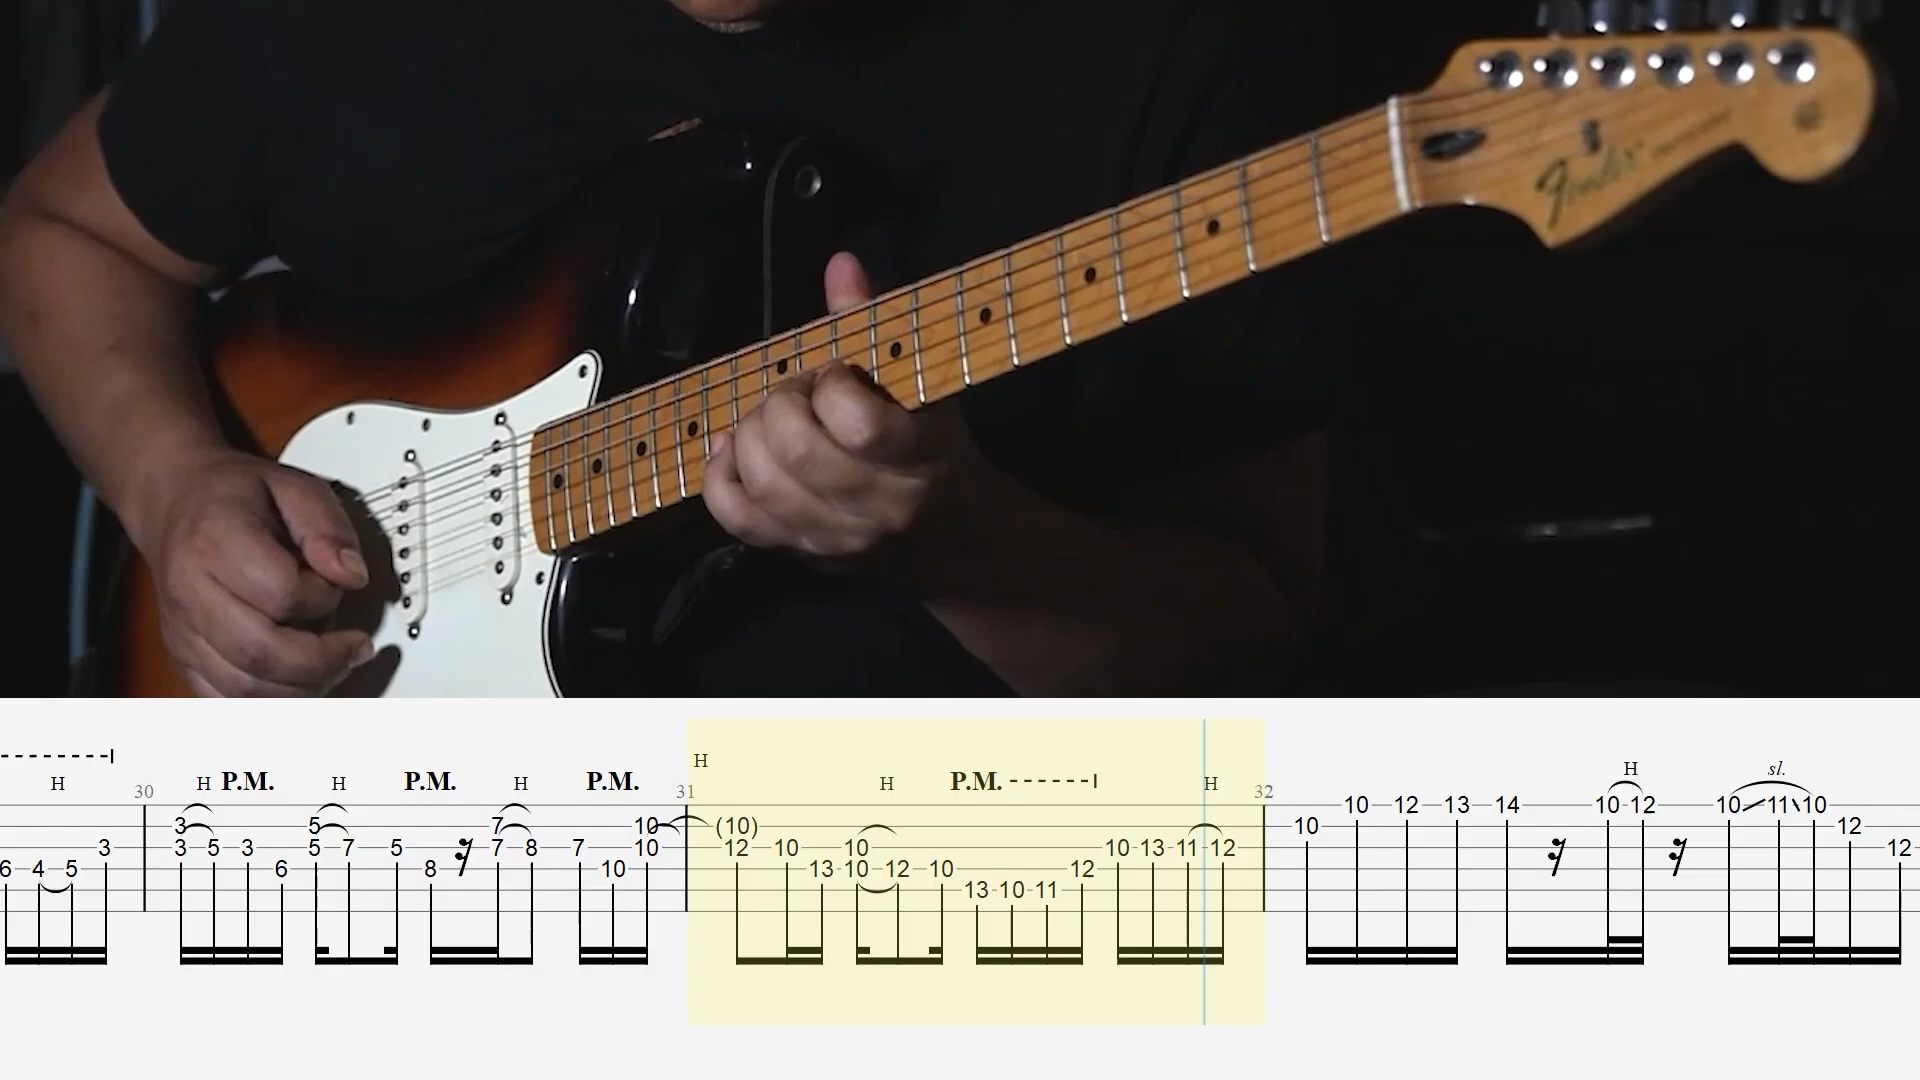 Fender
H
H P.M. H P.M. H P.M. H H P.M. H H sl.
30 31 32
10 12 13 14 10 12 10 11 10
3 5 7 10 (10) 10 12
3 3 5 3 5 7 5 7 8 7 10 12 10 10 10 13 11 12 12
6 4 5 6 8 10 13 10 12 10 12
13 10 11